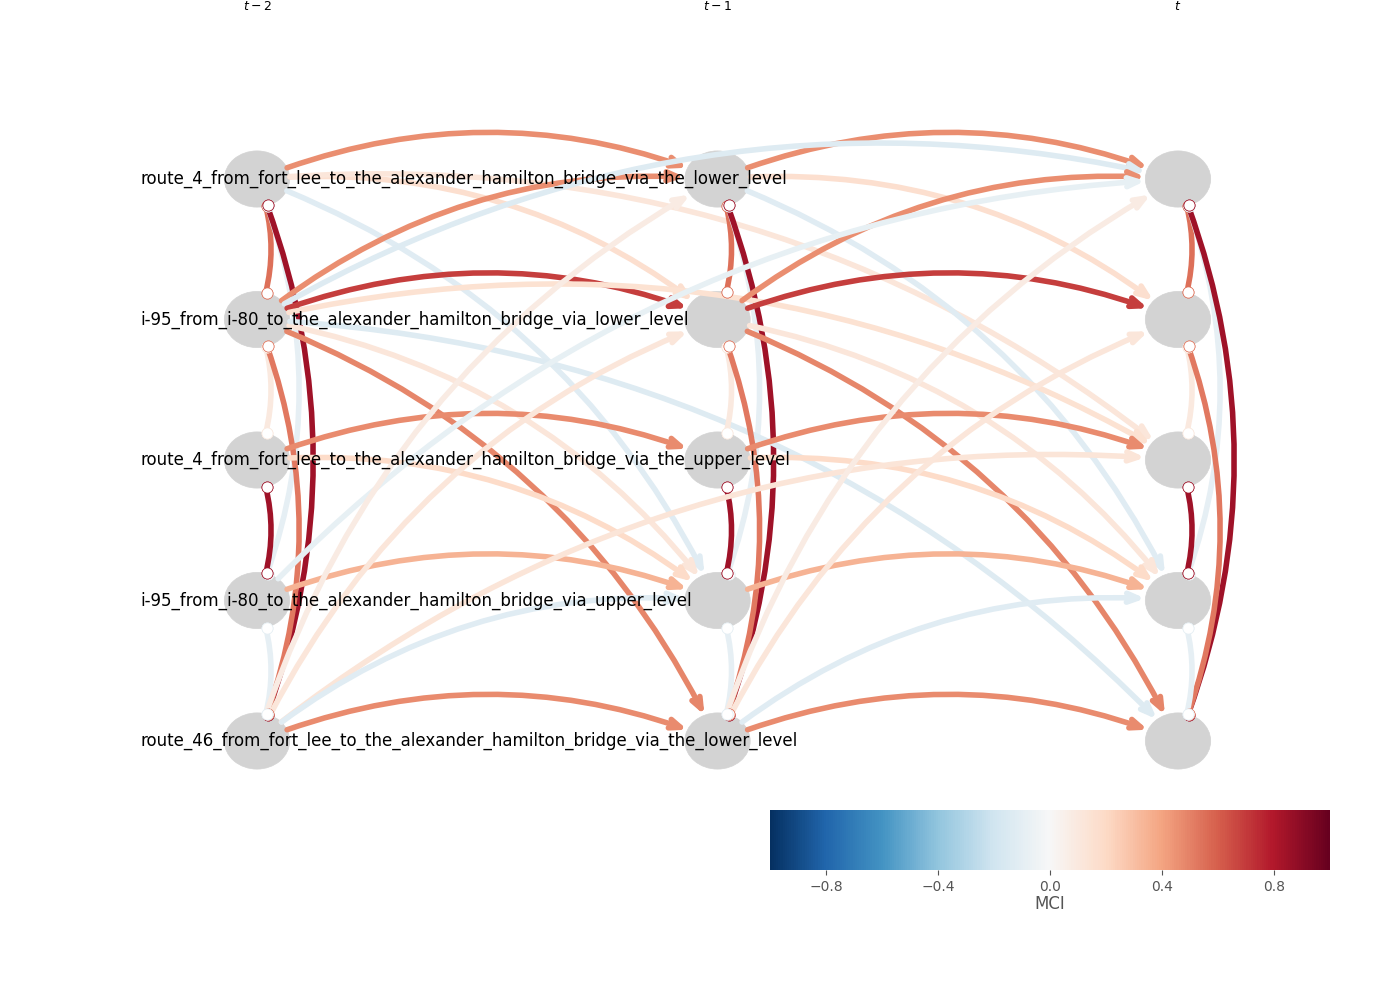 t − 2 t − 1 t
route_4_from_fort_lee_to_the_alexander_hamilton_bridge_via_the_lower_level
i-95_from_i-80_to_the_alexander_hamilton_bridge_via_lower_level
route_4_from_fort_lee_to_the_alexander_hamilton_bridge_via_the_upper_level
i-95_from_i-80_to_the_alexander_hamilton_bridge_via_upper_level
route_46_from_fort_lee_to_the_alexander_hamilton_bridge_via_the_lower_level
−0.8 −0.4 0.0 0.4 0.8
MCI